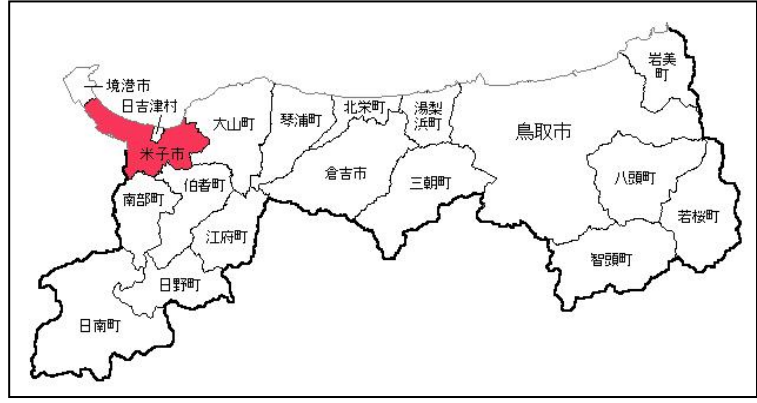 境港市
日吉津村
米子市
大山町
琴浦町
北栄町
湯梨
浜町
鳥取市
岩美
町
南部町
伯耆町
倉吉市
三朝町
八頭町
若桜町
江府町
智頭町
日野町
日南町